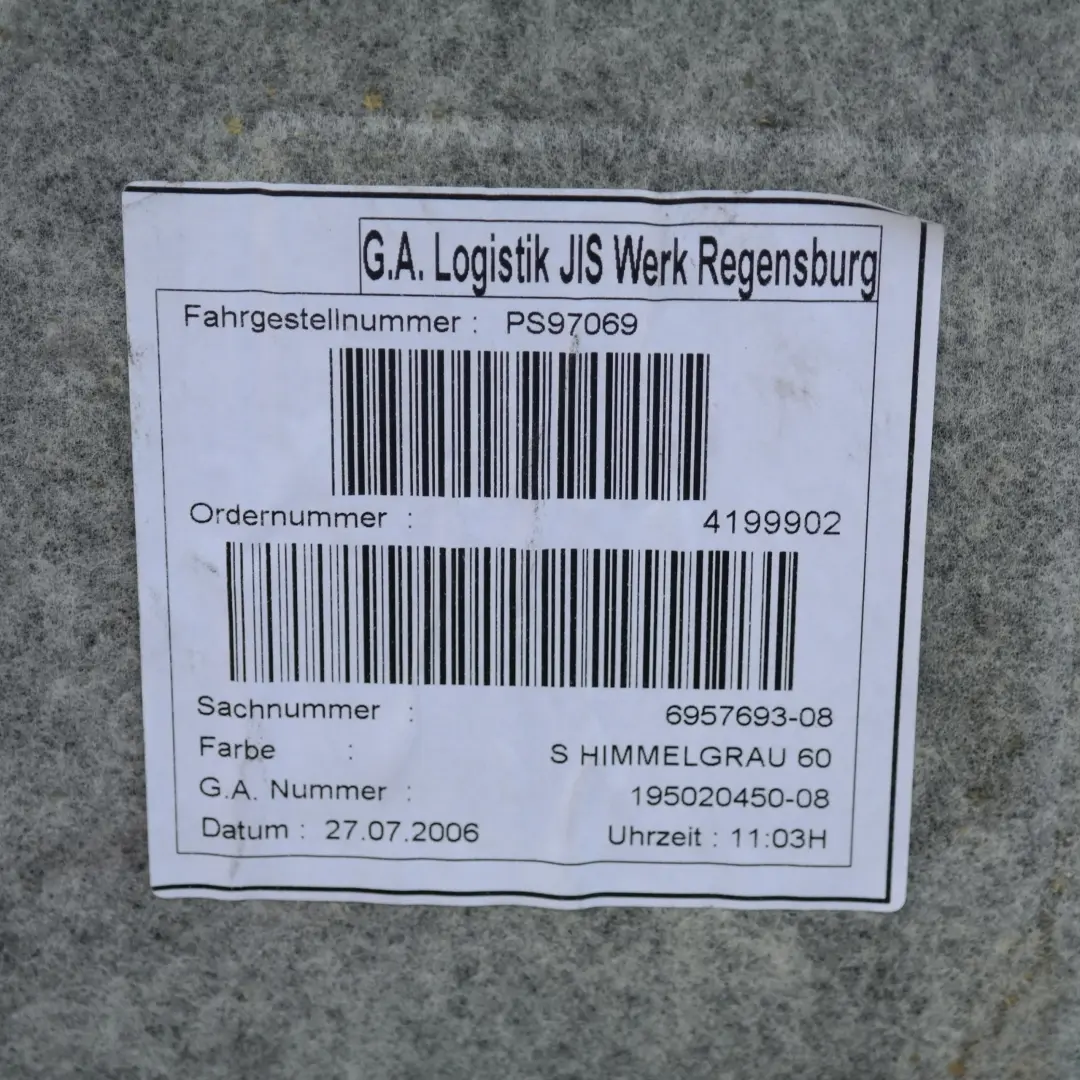 G.A. Logistik JIS Werk Regensburg
Fahrgestellnummer : PS97069
Ordernummer : 4199902
Sachnummer : 6957693-08
Farbe : S HIMMELGRAU 60
G.A. Nummer : 195020450-08
Datum : 27.07.2006 Uhrzeit : 11:03H